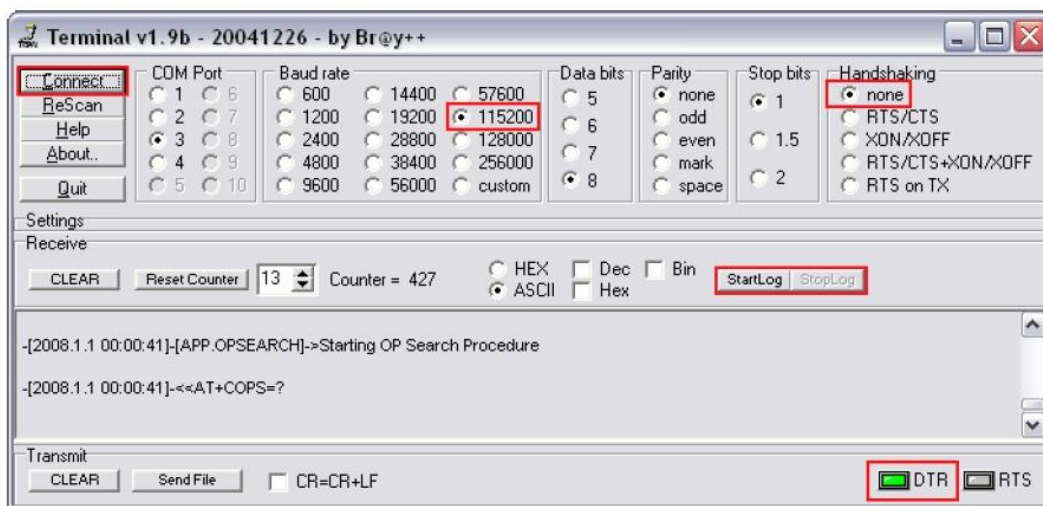 Terminal v1.9b - 20041226 - by Br@y++
Connect
ReScan
Help
About..
Quit
COM Port
1 6
2 7
3 8
4 9
5 10
Baud rate
600 14400 57600
1200 19200 115200
2400 28800 128000
4800 38400 256000
9600 56000 custom
Data bits
5
6
7
8
Parity
none
odd
even
mark
space
Stop bits
1
1.5
2
Handshaking
none
RTS/CTS
XON/XOFF
RTS/CTS+XON/XOFF
RTS on TX
Settings
Receive
CLEAR Reset Counter 13 Counter = 427 HEX Dec Bin
ASCII Hex
StartLog StopLog
-[2008.1.1 00:00:41]-[APP.OPSEARCH]->Starting OP Search Procedure
-[2008.1.1 00:00:41]-<<AT+COPS=?
Transmit
CLEAR Send File CR=CR+LF DTR RTS